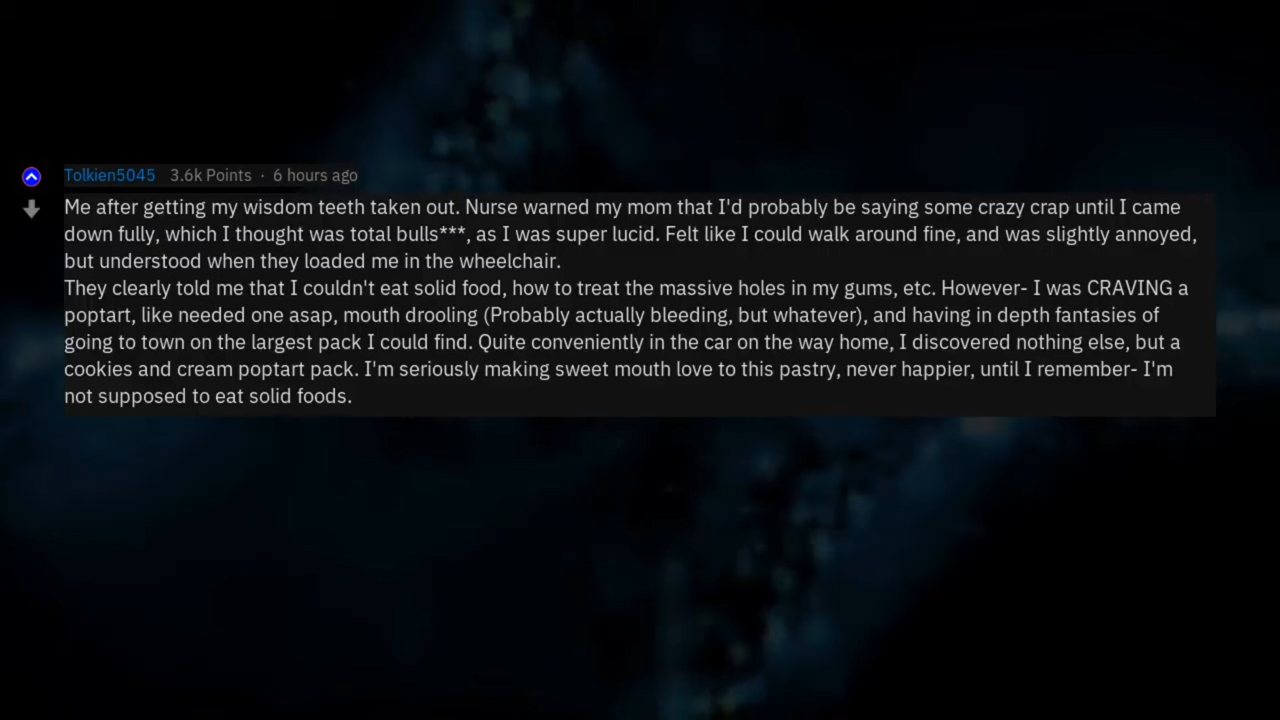 Tolkien5045 3.6k Points · 6 hours ago
Me after getting my wisdom teeth taken out. Nurse warned my mom that I'd probably be saying some crazy crap until I came
down fully, which I thought was total bulls***, as I was super lucid. Felt like I could walk around fine, and was slightly annoyed,
but understood when they loaded me in the wheelchair.
They clearly told me that I couldn't eat solid food, how to treat the massive holes in my gums, etc. However- I was CRAVING a
poptart, like needed one asap, mouth drooling (Probably actually bleeding, but whatever), and having in depth fantasies of
going to town on the largest pack I could find. Quite conveniently in the car on the way home, I discovered nothing else, but a
cookies and cream poptart pack. I'm seriously making sweet mouth love to this pastry, never happier, until I remember- I'm
not supposed to eat solid foods.